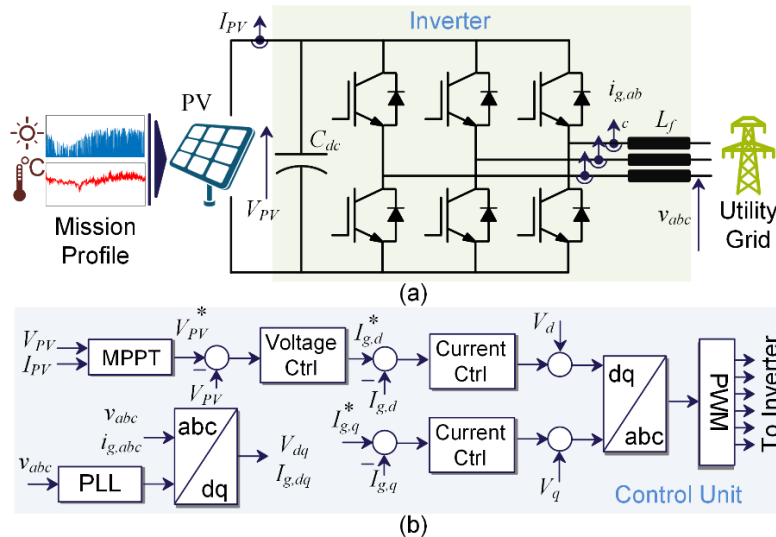 Inverter
I_PV
PV
i_g,ab
c
L_f
C_dc
°C
V_PV
Mission
Profile
v_abc
Utility
Grid
(a)
V_PV
I_PV
MPPT
V_PV*
−
V_PV
Voltage
Ctrl
I_g,d*
−
I_g,d
Current
Ctrl
V_d
dq
abc
PWM
To Inverter
v_abc
i_g,abc
abc
dq
V_dq
I_g,dq
I_g,q*
−
I_g,q
Current
Ctrl
V_q
v_abc
PLL
Control Unit
(b)